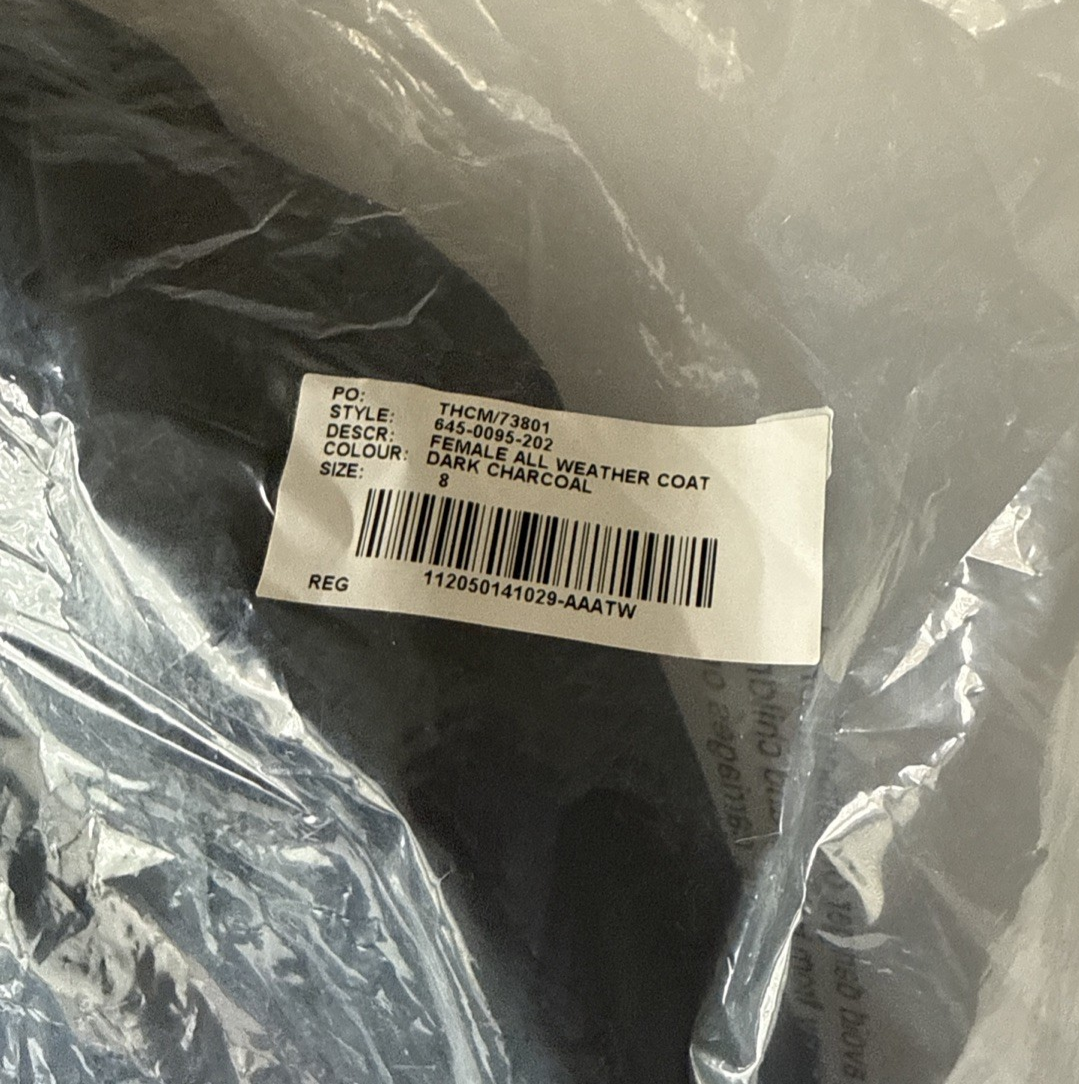 PO: THCM/73801
STYLE: 645-0095-202
DESCR: FEMALE ALL WEATHER COAT
COLOUR: DARK CHARCOAL
SIZE: 8
112050141029-AAATW
REG